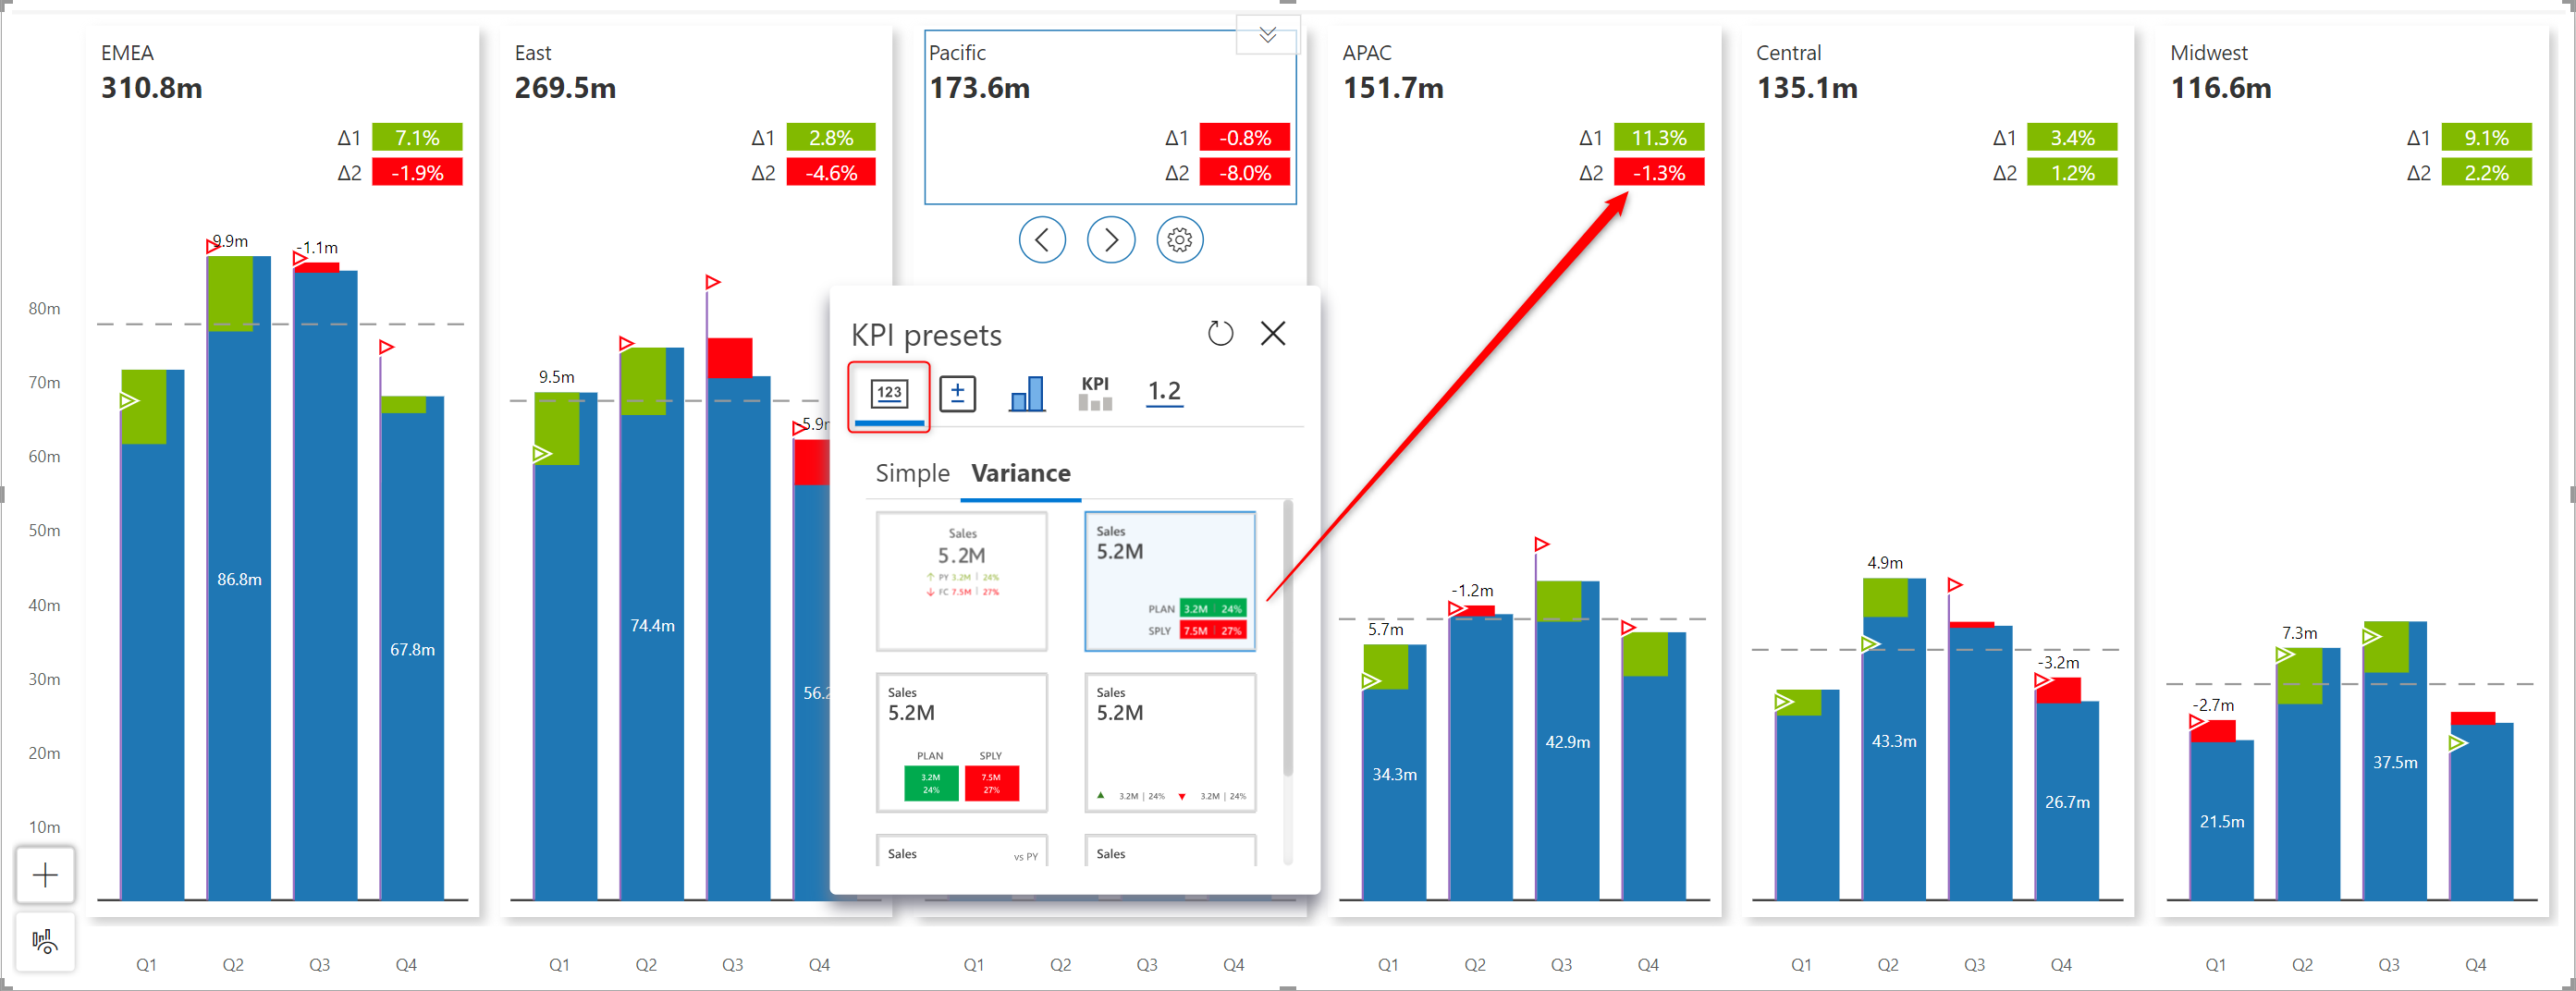 EMEA
310.8m
Δ1 7.1%
Δ2 -1.9%
East
269.5m
Δ1 2.8%
Δ2 -4.6%
Pacific
173.6m
Δ1 -0.8%
Δ2 -8.0%
APAC
151.7m
Δ1 11.3%
Δ2 -1.3%
Central
135.1m
Δ1 3.4%
Δ2 1.2%
Midwest
116.6m
Δ1 9.1%
Δ2 2.2%
80m
70m
60m
50m
40m
30m
20m
10m
9.9m
-1.1m
86.8m
67.8m
Q1 Q2 Q3 Q4
9.5m
74.4m
Q1 Q2 Q3 Q4
KPI presets
123
KPI
1.2
Simple Variance
Sales
5.2M
PY 3.2M | 24%
FC 7.5M | 27%
Sales
5.2M
PLAN 3.2M | 24%
SPLY 7.5M | 27%
Sales
5.2M
PLAN SPLY
3.2M 7.5M
24% 27%
Sales
5.2M
3.2M | 24% 3.2M | 24%
Sales vs PY
Sales
Q1 Q2 Q3 Q4
5.7m
-1.2m
34.3m
42.9m
Q1 Q2 Q3 Q4
4.9m
-3.2m
43.3m
26.7m
Q1 Q2 Q3 Q4
-2.7m
7.3m
21.5m
37.5m
Q1 Q2 Q3 Q4